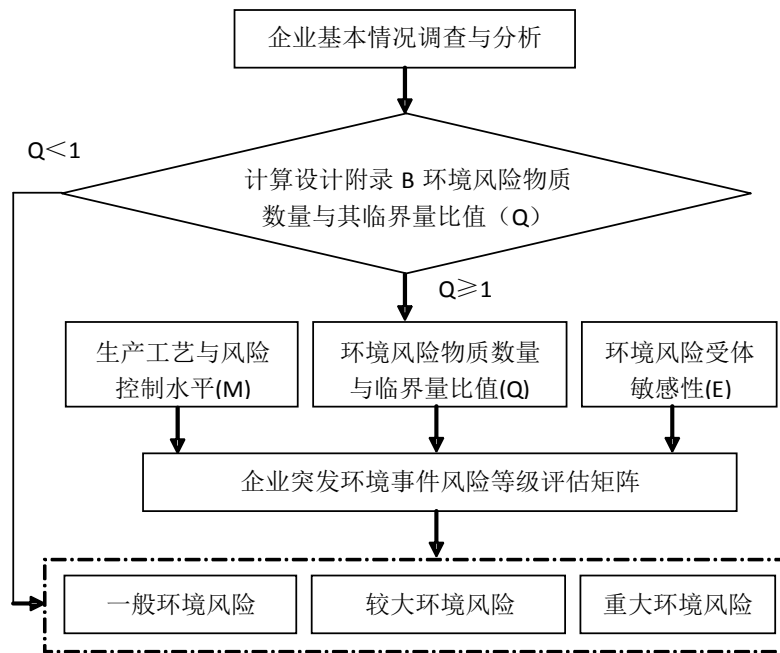 企业基本情况调查与分析
Q＜1
计算设计附录 B 环境风险物质
数量与其临界量比值（Q）
Q≥1
生产工艺与风险
控制水平(M)
环境风险物质数量
与临界量比值(Q)
环境风险受体
敏感性(E)
企业突发环境事件风险等级评估矩阵
一般环境风险
较大环境风险
重大环境风险